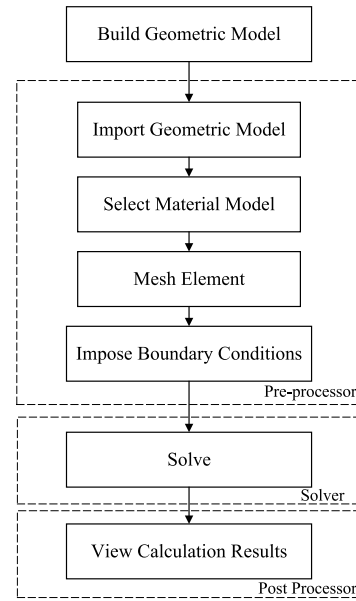 Build Geometric Model
Import Geometric Model
Select Material Model
Mesh Element
Impose Boundary Conditions
Pre-processor
Solve
Solver
View Calculation Results
Post Processor